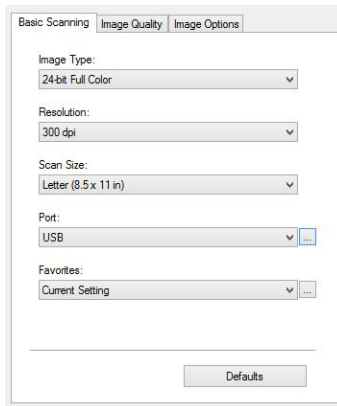 Basic Scanning Image Quality Image Options
Image Type:
24-bit Full Color
Resolution:
300 dpi
Scan Size:
Letter (8.5 x 11 in)
Port:
USB
...
Favorites:
Current Setting
...
Defaults